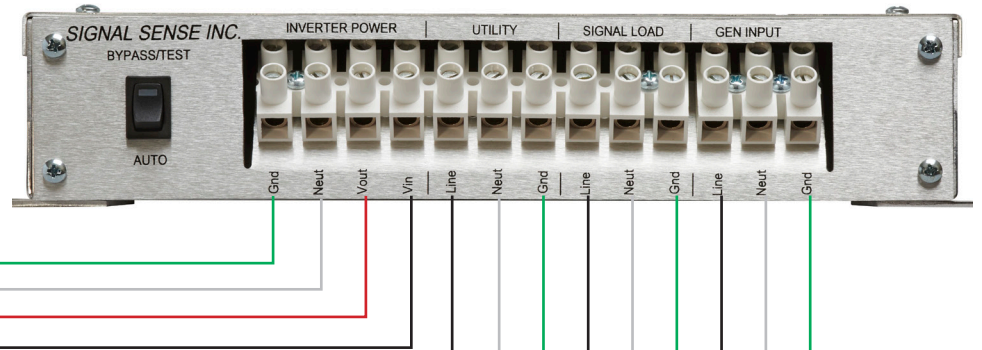 SIGNAL SENSE INC.
BYPASS/TEST
AUTO
INVERTER POWER | UTILITY | SIGNAL LOAD | GEN INPUT
Gnd Neut Vout Vin | Line Neut Gnd | Line Neut Gnd | Line Neut Gnd